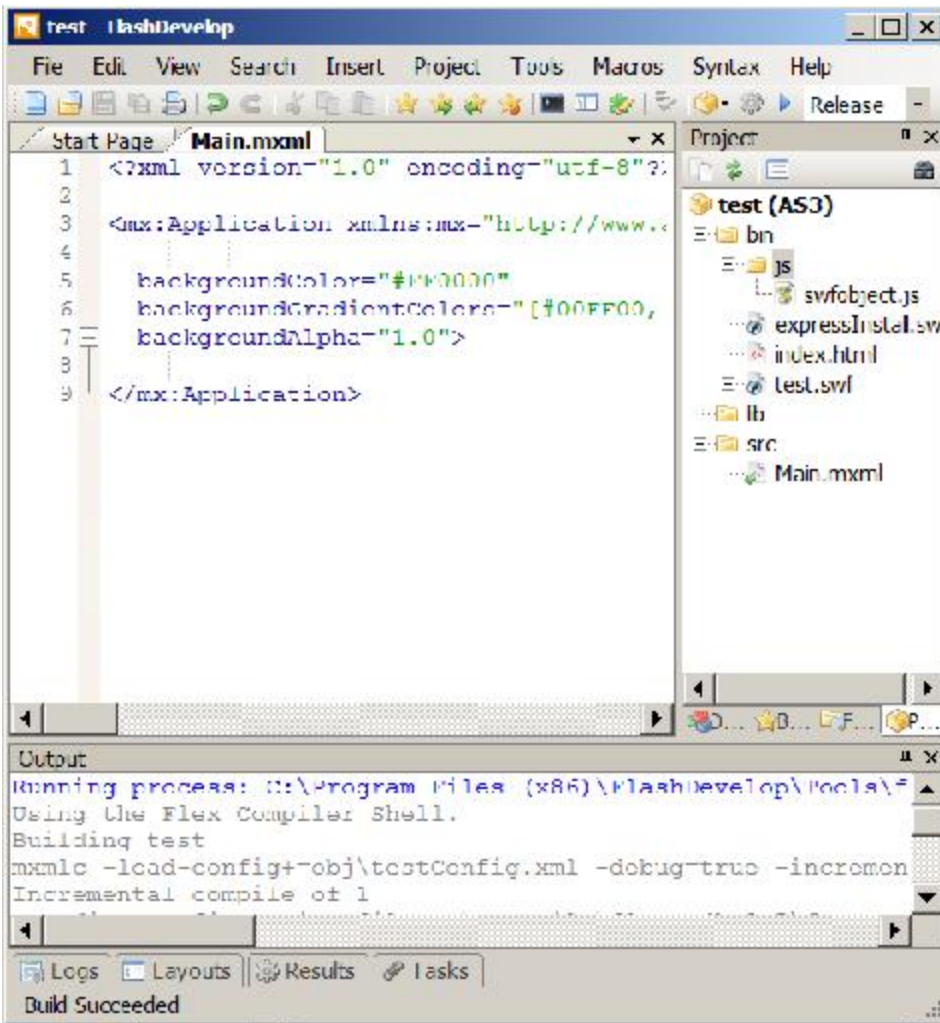 test FlashDevelop
File Edit View Search Insert Project Tools Macros Syntax Help
Release
Start Page Main.mxml
Project
1 <?xml version="1.0" encoding="utf-8"?>
2
3 <mx:Application xmlns:mx="http://www.
4
5 backgroundColor="#FF0000"
6 backgroundGradientColors="[#00FF00,
7 backgroundAlpha="1.0">
8
9 </mx:Application>
test (AS3)
bin
js
swfobject.js
expressInstal.sw
index.html
test.swf
lib
src
Main.mxml
D... B... F... P...
Output
Running process: C:\Program Files (x86)\FlashDevelop\Tools\f
Using the Flex Compiler Shell.
Building test
mxmlc -load-config+=obj\testConfig.xml -debug=true -incremen
Incremental compile of 1
Logs Layouts Results Tasks
Build Succeeded